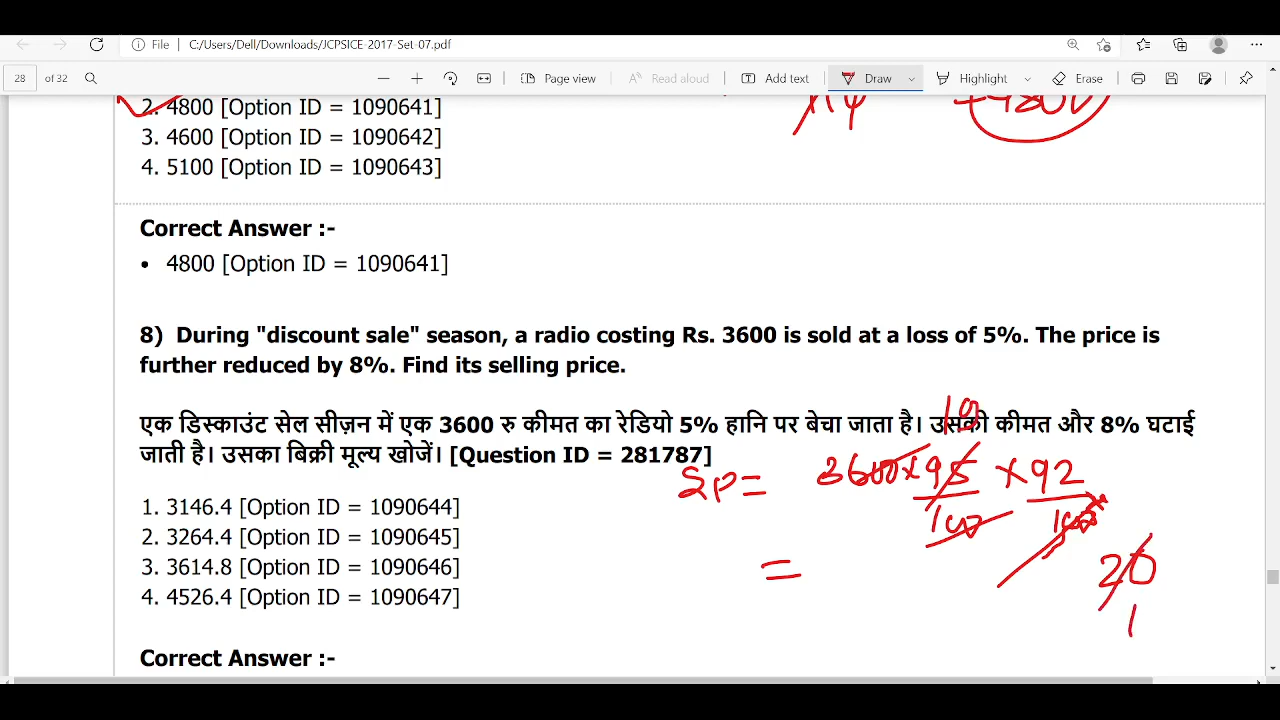 File C:/Users/Dell/Downloads/JCPSICE-2017-Set-07.pdf
28 of 32 Page view Read aloud Add text Draw Highlight Erase
2. 4800 [Option ID = 1090641]
3. 4600 [Option ID = 1090642]
4. 5100 [Option ID = 1090643]
Correct Answer :-
• 4800 [Option ID = 1090641]
8) During "discount sale" season, a radio costing Rs. 3600 is sold at a loss of 5%. The price is
further reduced by 8%. Find its selling price.
एक डिस्काउंट सेल सीज़न में एक 3600 रु कीमत का रेडियो 5% हानि पर बेचा जाता है। उसकी कीमत और 8% घटाई
जाती है। उसका बिक्री मूल्य खोजें। [Question ID = 281787]
19
SP= 3600×95 ×92
100 100
1. 3146.4 [Option ID = 1090644]
2. 3264.4 [Option ID = 1090645]
3. 3614.8 [Option ID = 1090646]
4. 4526.4 [Option ID = 1090647]
= 20
1
Correct Answer :-